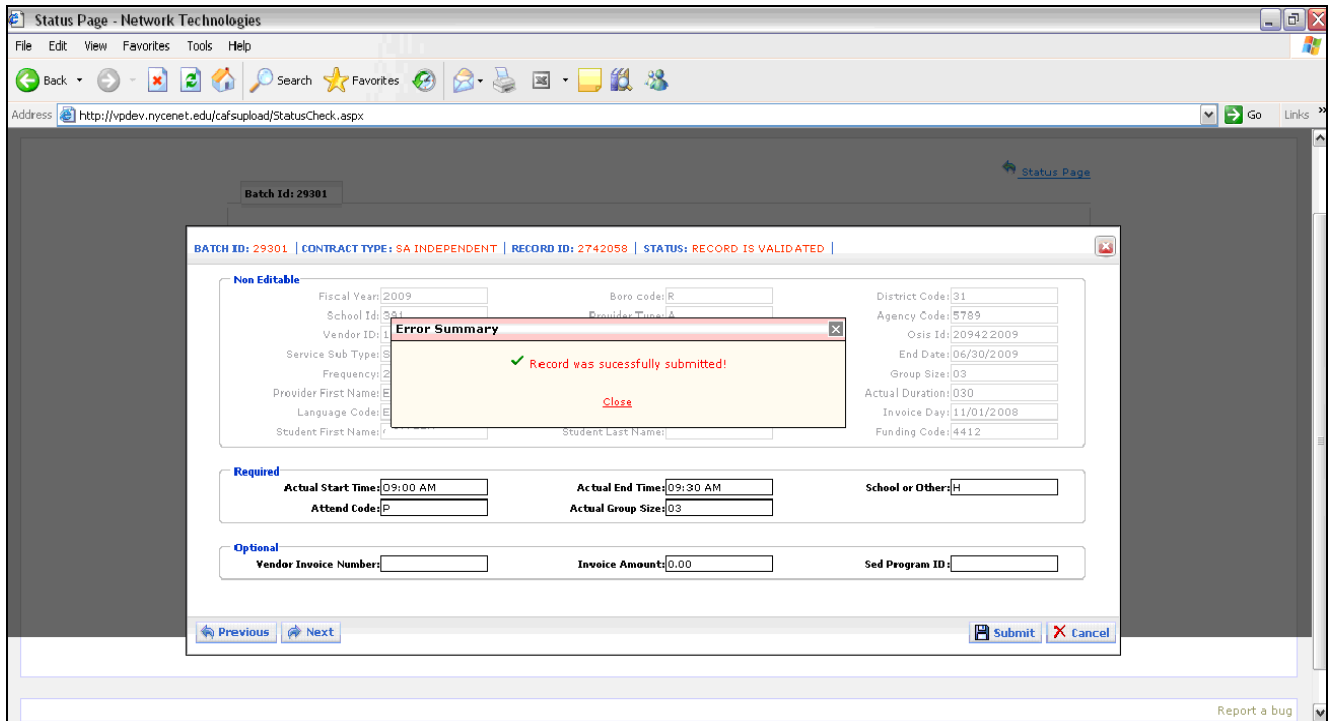 Status Page - Network Technologies
File Edit View Favorites Tools Help
Back Search Favorites
Address http://vpdev.nycenet.edu/cafsupload/StatusCheck.aspx Go Links »
Status Page
Batch Id: 29301
BATCH ID: 29301 | CONTRACT TYPE: SA INDEPENDENT | RECORD ID: 2742058 | STATUS: RECORD IS VALIDATED |
Non Editable
Fiscal Year: 2009 Boro code: R District Code: 31
School Id: 391 Provider Type: A Agency Code: 5789
Vendor ID: 1 Osis Id: 209422009
Error Summary
Service Sub Type: S End Date: 06/30/2009
Record was sucessfully submitted!
Frequency: 2 Group Size: 03
Provider First Name: E Actual Duration: 030
Close
Language Code: E Invoice Day: 11/01/2008
Student First Name: Student Last Name: Funding Code: 4412
Required
Actual Start Time: 09:00 AM Actual End Time: 09:30 AM School or Other: H
Attend Code: P Actual Group Size: 03
Optional
Vendor Invoice Number: Invoice Amount: 0.00 Sed Program ID:
Previous Next Submit Cancel
Report a bug